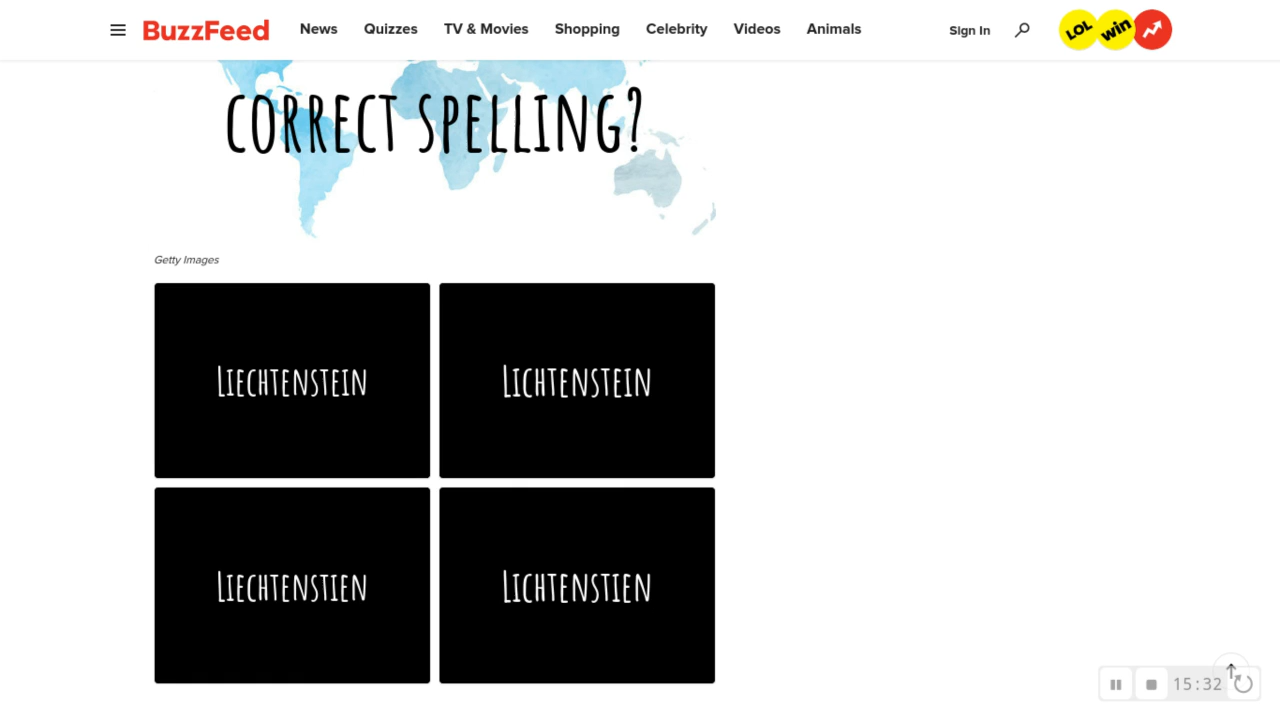 BuzzFeed News Quizzes TV & Movies Shopping Celebrity Videos Animals Sign In LOL win
CORRECT SPELLING?
Getty Images
LIECHTENSTEIN LICHTENSTEIN
LIECHTENSTIEN LICHTENSTIEN
15:32